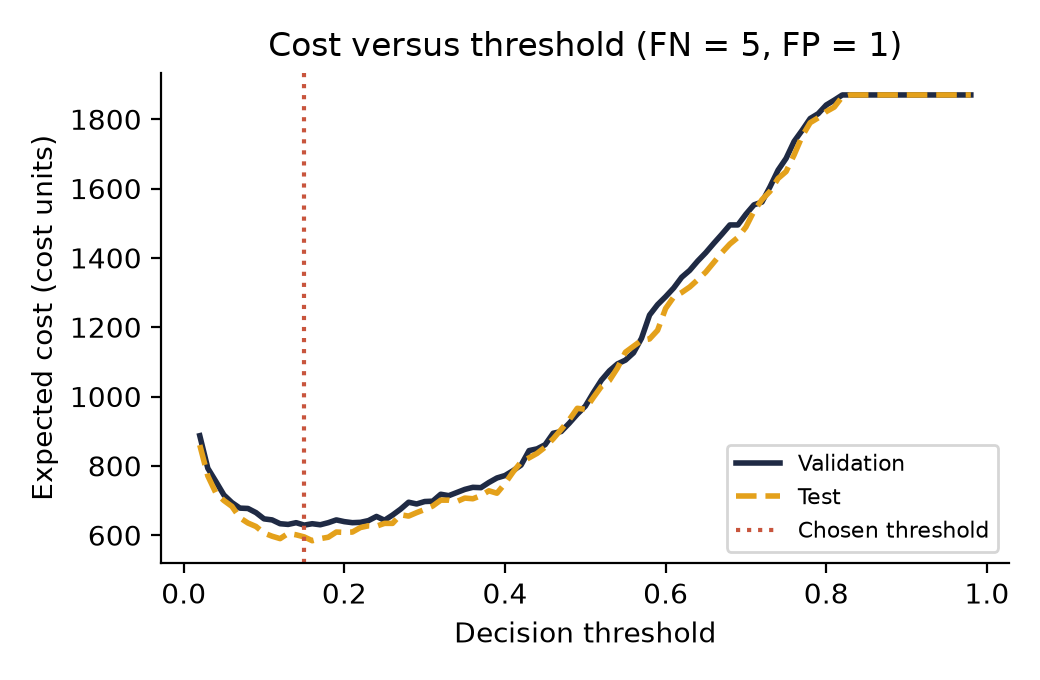 Cost versus threshold (FN = 5, FP = 1)
Expected cost (cost units)
1800
1600
1400
1200
1000
800
600
Validation
Test
Chosen threshold
0.0 0.2 0.4 0.6 0.8 1.0
Decision threshold